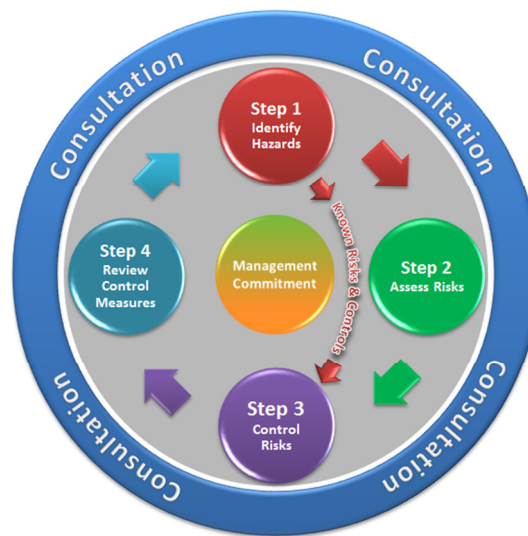 Consultation
Consultation
Step 1
Identify
Hazards
Known Risks & Controls
Step 4
Review
Control
Measures
Management
Commitment
Step 2
Assess Risks
Step 3
Control
Risks
Consultation
Consultation